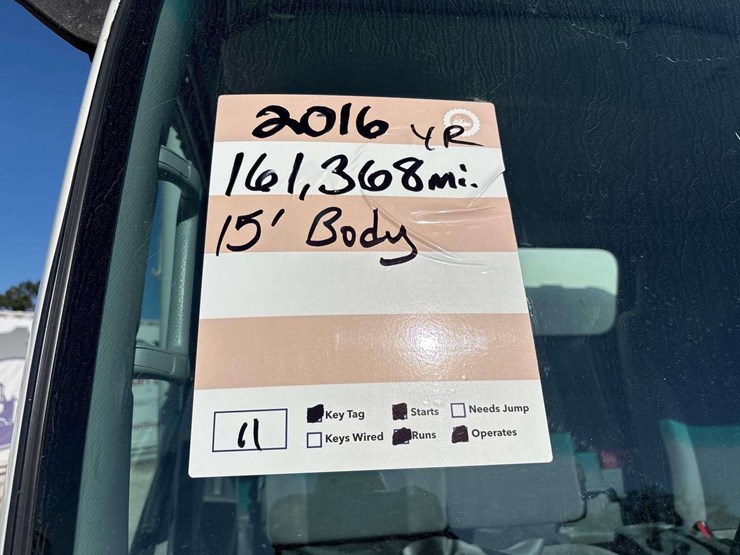 2016 YR
161,368 mi.
15' Body
11
Key Tag Starts Needs Jump
Keys Wired Runs Operates